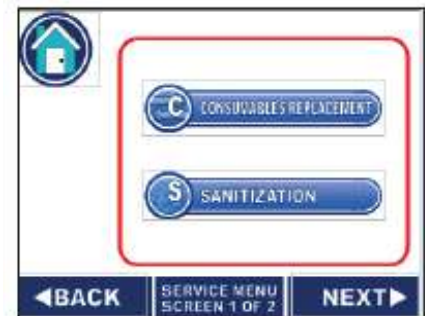 C CONSUMABLES REPLACEMENT
S SANITIZATION
◀BACK
SERVICE MENU
SCREEN 1 OF 2
NEXT▶